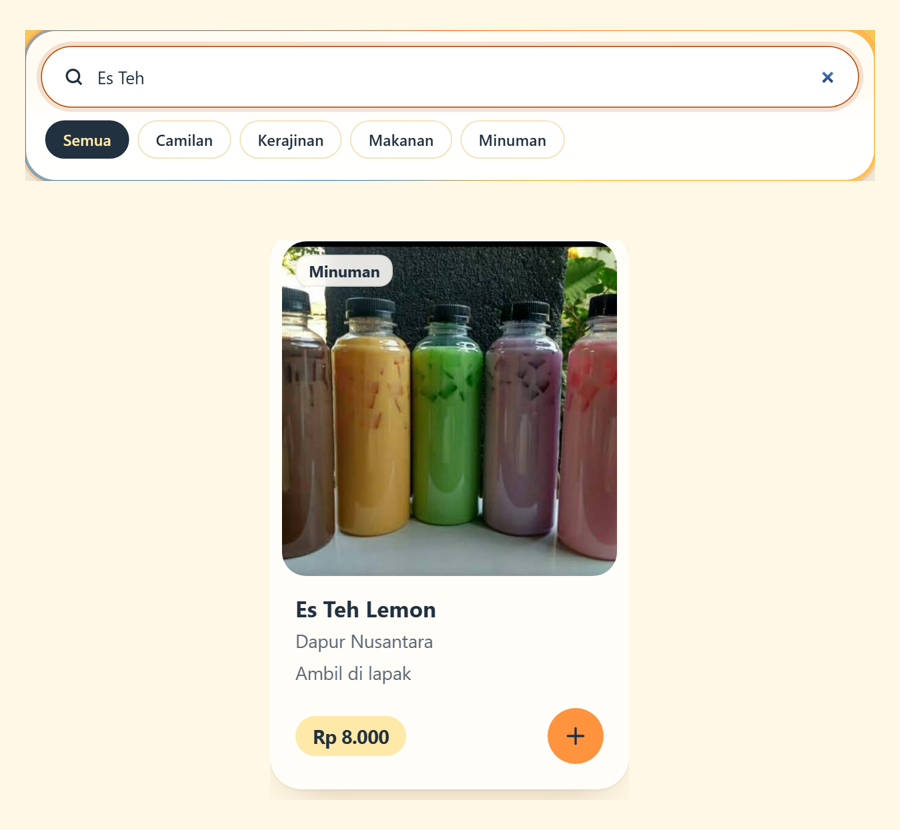 Es Teh
Semua Camilan Kerajinan Makanan Minuman
Minuman
Es Teh Lemon
Dapur Nusantara
Ambil di lapak
Rp 8.000